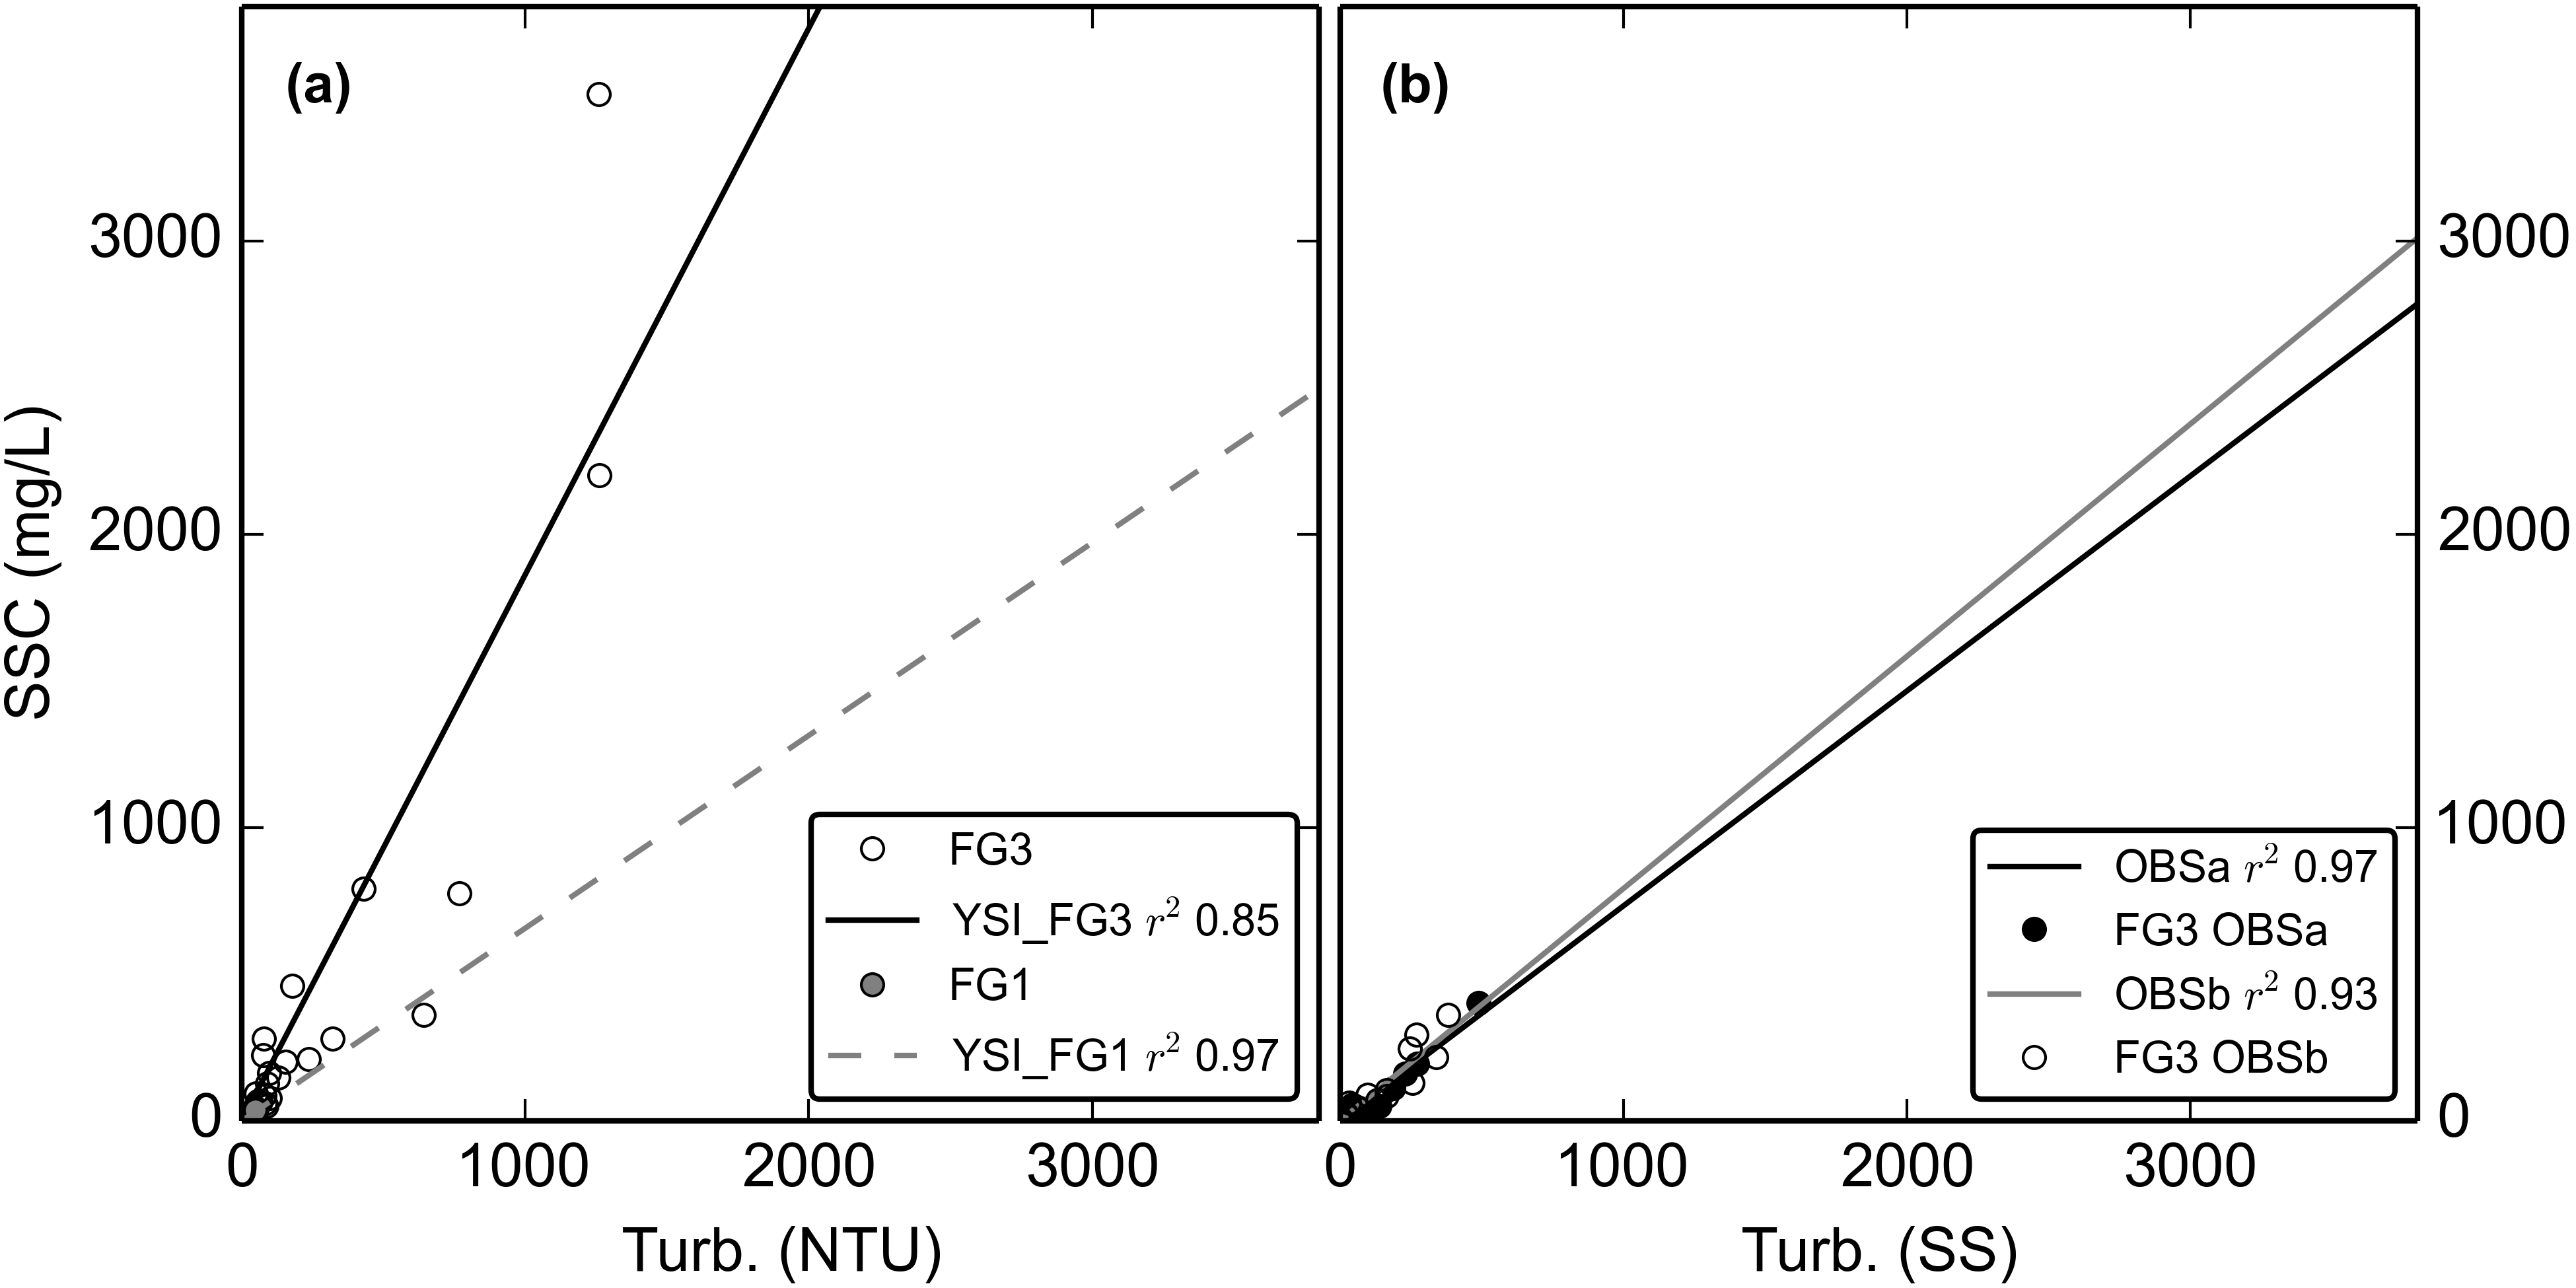 (a)
SSC (mg/L)
3000
2000
1000
0
0 1000 2000 3000
Turb. (NTU)
FG3
YSI_FG3 r² 0.85
FG1
YSI_FG1 r² 0.97
(b)
3000
2000
1000
0
0 1000 2000 3000
Turb. (SS)
OBSa r² 0.97
FG3 OBSa
OBSb r² 0.93
FG3 OBSb